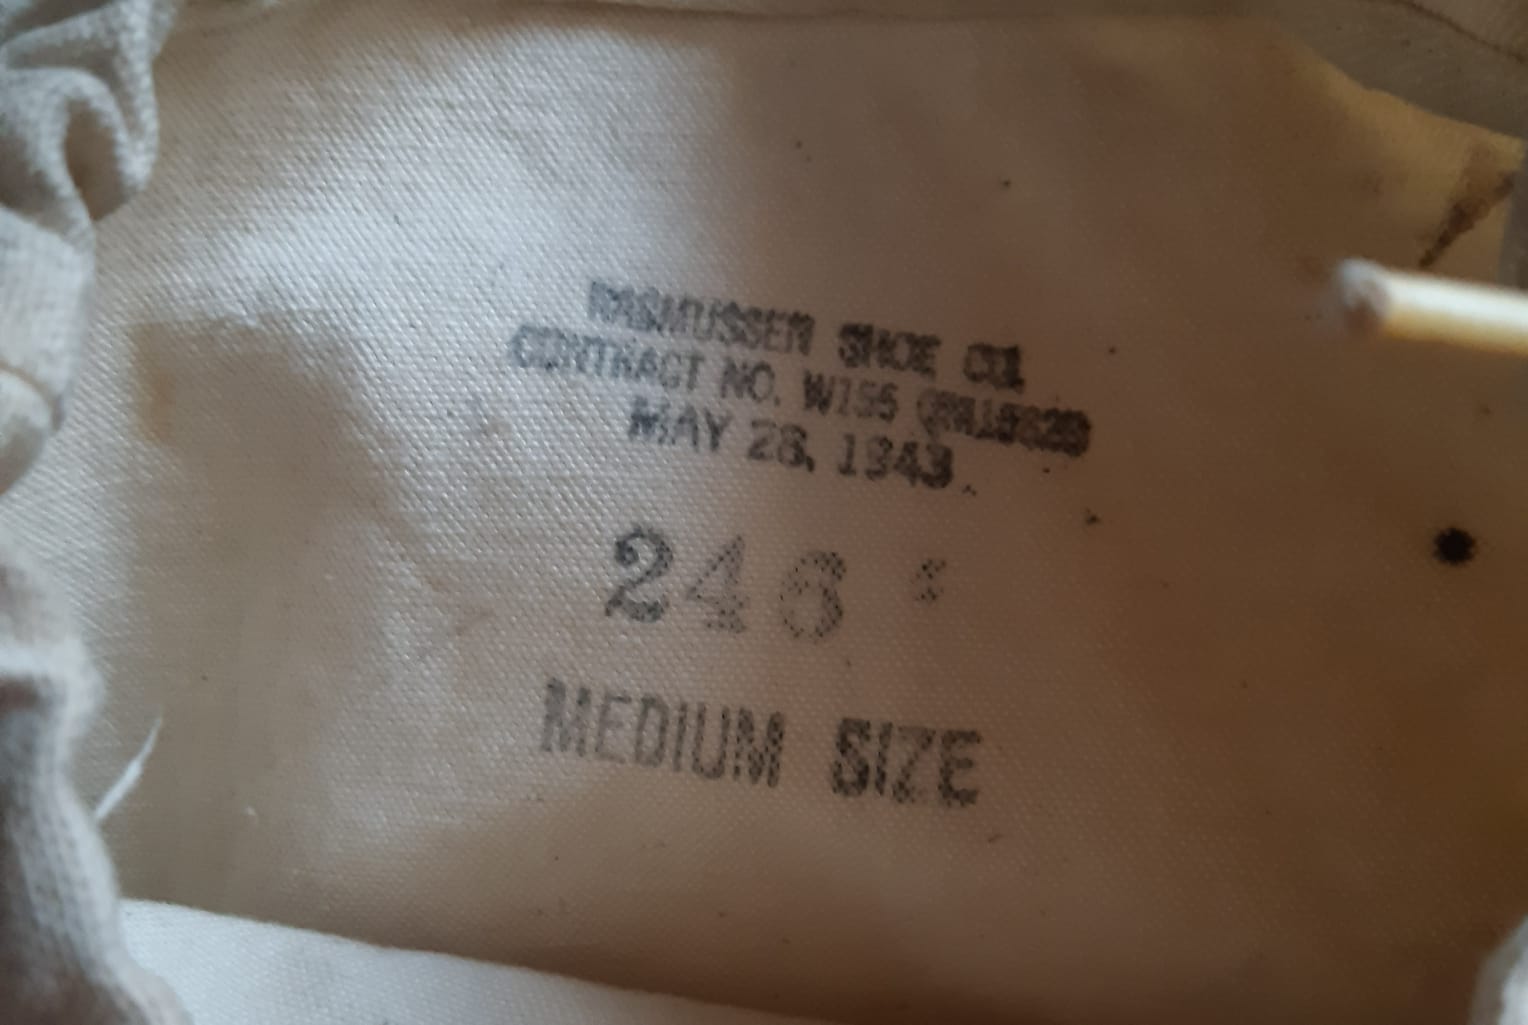 RASMUSSEN SHOE CO.
CONTRACT NO. W155
MAY 28, 1943
246
MEDIUM SIZE